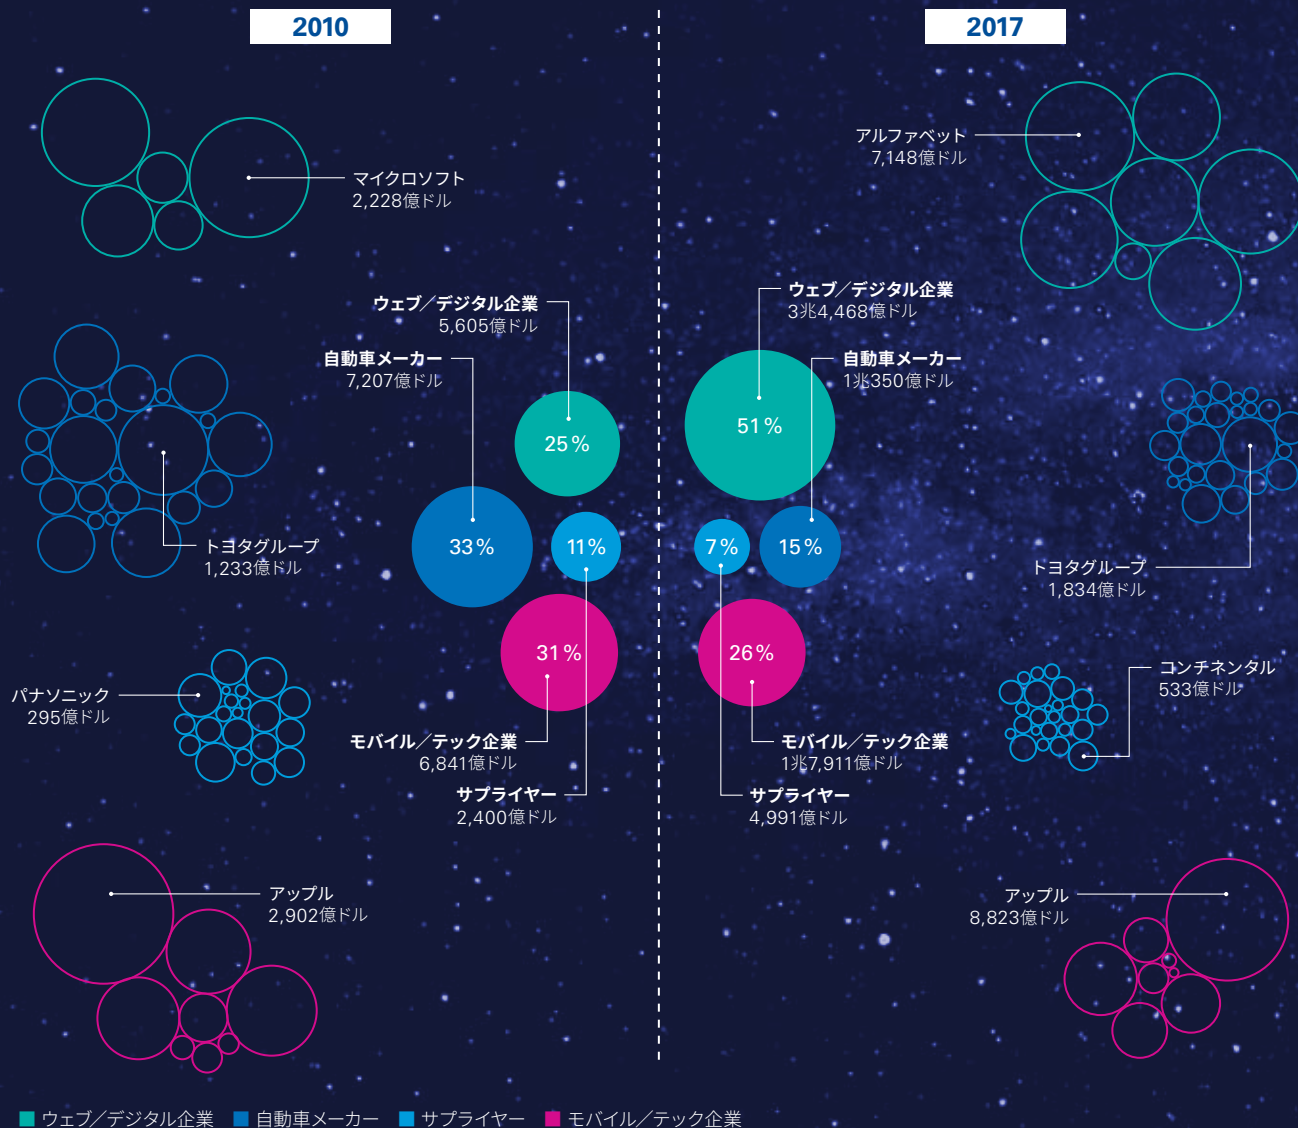 2010
マイクロソフト
2,228億ドル
ウェブ／デジタル企業
5,605億ドル
自動車メーカー
7,207億ドル
25%
33%
11%
31%
トヨタグループ
1,233億ドル
パナソニック
295億ドル
モバイル／テック企業
6,841億ドル
サプライヤー
2,400億ドル
アップル
2,902億ドル
2017
アルファベット
7,148億ドル
ウェブ／デジタル企業
3兆4,468億ドル
自動車メーカー
1兆350億ドル
51%
7%
15%
26%
トヨタグループ
1,834億ドル
コンチネンタル
533億ドル
モバイル／テック企業
1兆7,911億ドル
サプライヤー
4,991億ドル
アップル
8,823億ドル
ウェブ／デジタル企業 自動車メーカー サプライヤー モバイル／テック企業